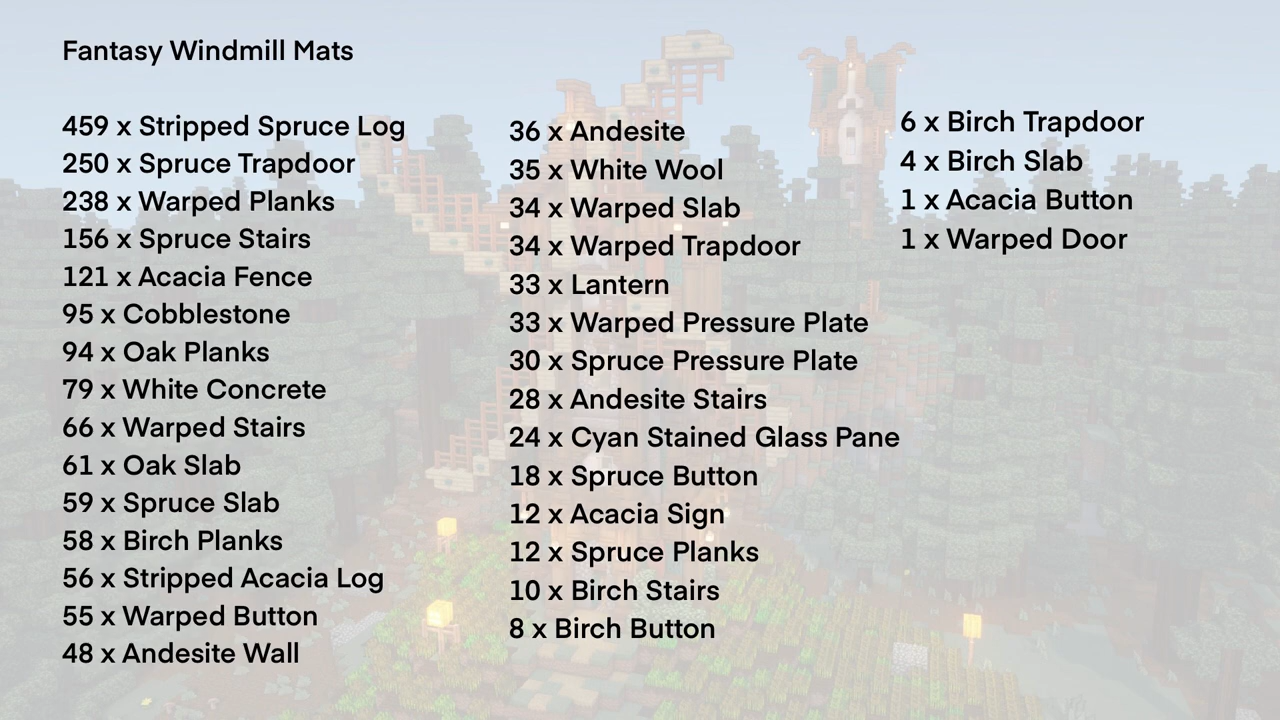 Fantasy Windmill Mats
459 x Stripped Spruce Log
250 x Spruce Trapdoor
238 x Warped Planks
156 x Spruce Stairs
121 x Acacia Fence
95 x Cobblestone
94 x Oak Planks
79 x White Concrete
66 x Warped Stairs
61 x Oak Slab
59 x Spruce Slab
58 x Birch Planks
56 x Stripped Acacia Log
55 x Warped Button
48 x Andesite Wall
36 x Andesite
35 x White Wool
34 x Warped Slab
34 x Warped Trapdoor
33 x Lantern
33 x Warped Pressure Plate
30 x Spruce Pressure Plate
28 x Andesite Stairs
24 x Cyan Stained Glass Pane
18 x Spruce Button
12 x Acacia Sign
12 x Spruce Planks
10 x Birch Stairs
8 x Birch Button
6 x Birch Trapdoor
4 x Birch Slab
1 x Acacia Button
1 x Warped Door